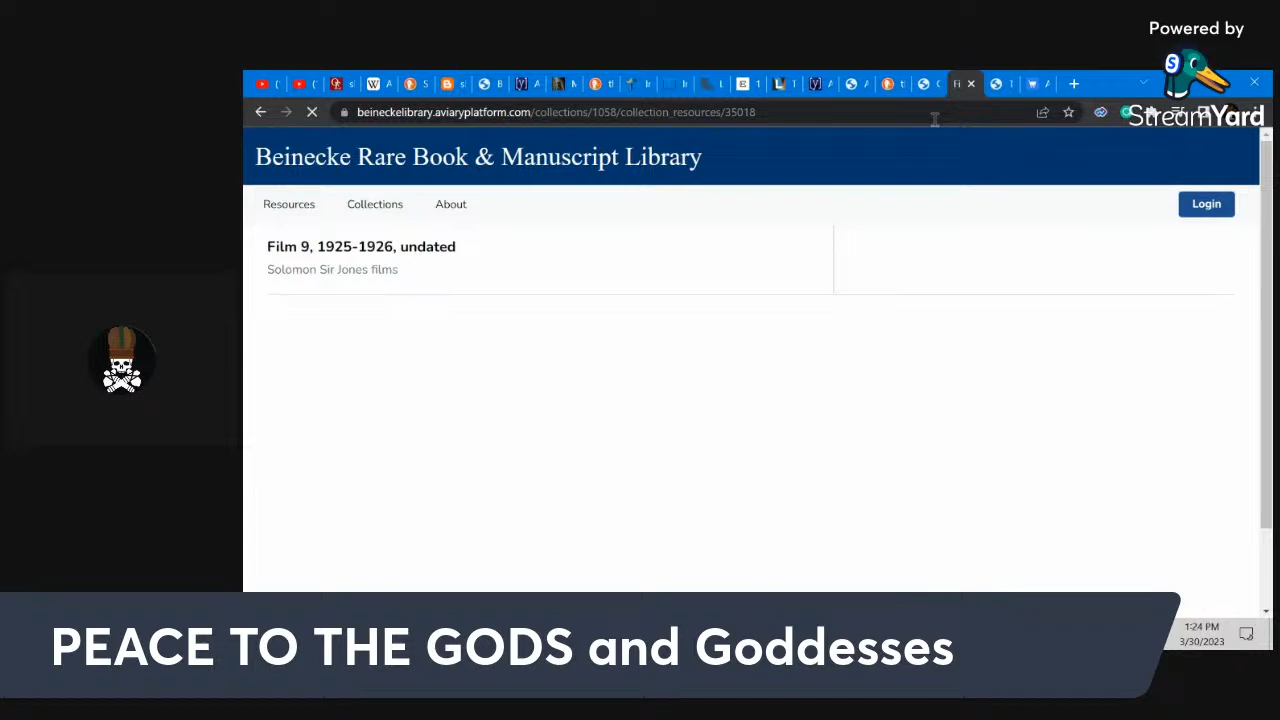 Powered by
StreamYard
beineckelibrary.aviaryplatform.com/collections/1058/collection_resources/35018
Beinecke Rare Book & Manuscript Library
Resources Collections About Login
Film 9, 1925-1926, undated
Solomon Sir Jones films
PEACE TO THE GODS and Goddesses
1:24 PM
3/30/2023